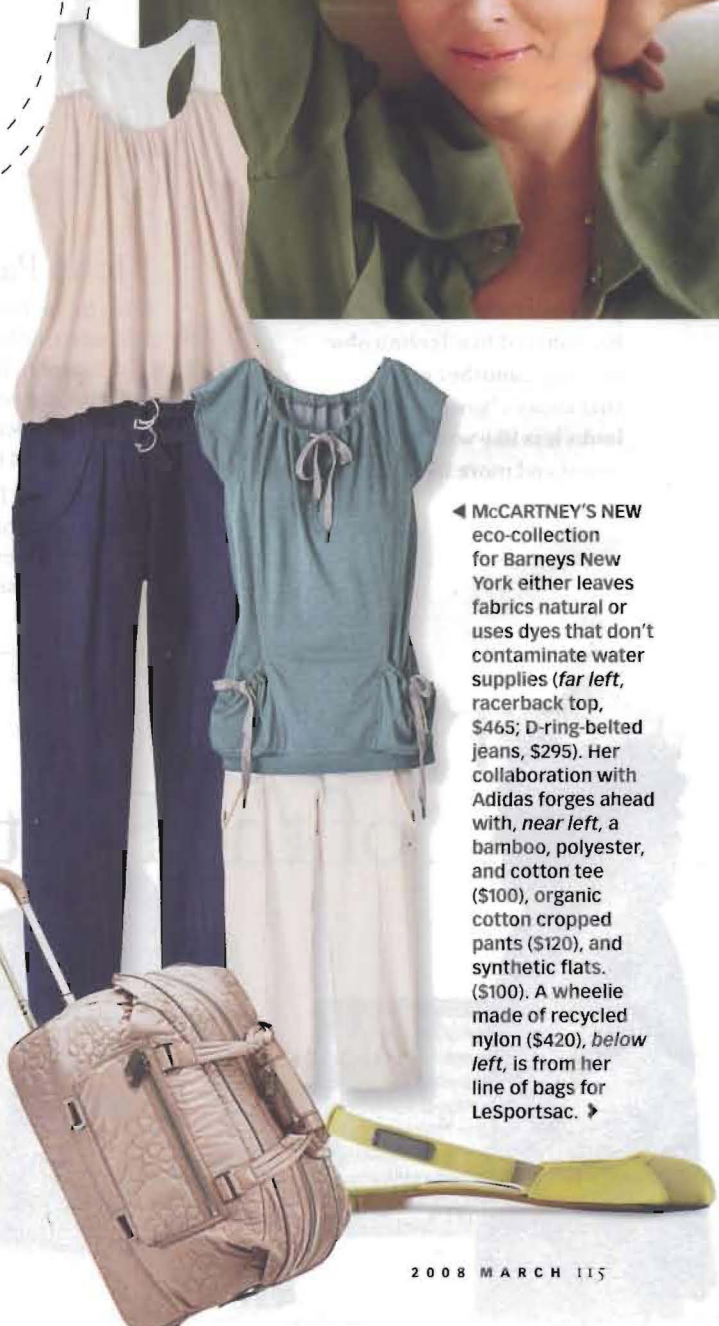 ◀ McCARTNEY'S NEW
eco-collection
for Barneys New
York either leaves
fabrics natural or
uses dyes that don't
contaminate water
supplies (far left,
racerback top,
$465; D-ring-belted
jeans, $295). Her
collaboration with
Adidas forges ahead
with, near left, a
bamboo, polyester,
and cotton tee
($100), organic
cotton cropped
pants ($120), and
synthetic flats.
($100). A wheelie
made of recycled
nylon ($420), below
left, is from her
line of bags for
LeSportsac.
2008 MARCH 115